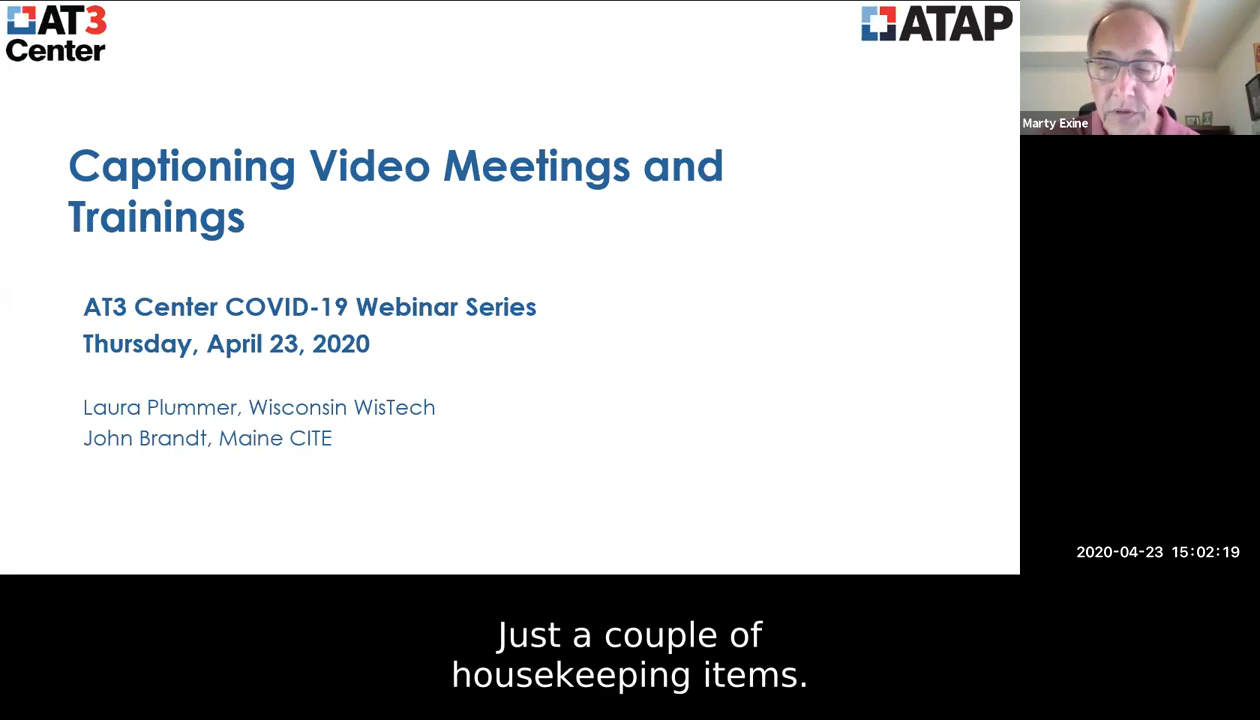 AT3
Center
ATAP
Marty Exine
Captioning Video Meetings and
Trainings
AT3 Center COVID-19 Webinar Series
Thursday, April 23, 2020
Laura Plummer, Wisconsin WisTech
John Brandt, Maine CITE
2020-04-23 15:02:19
Just a couple of
housekeeping items.